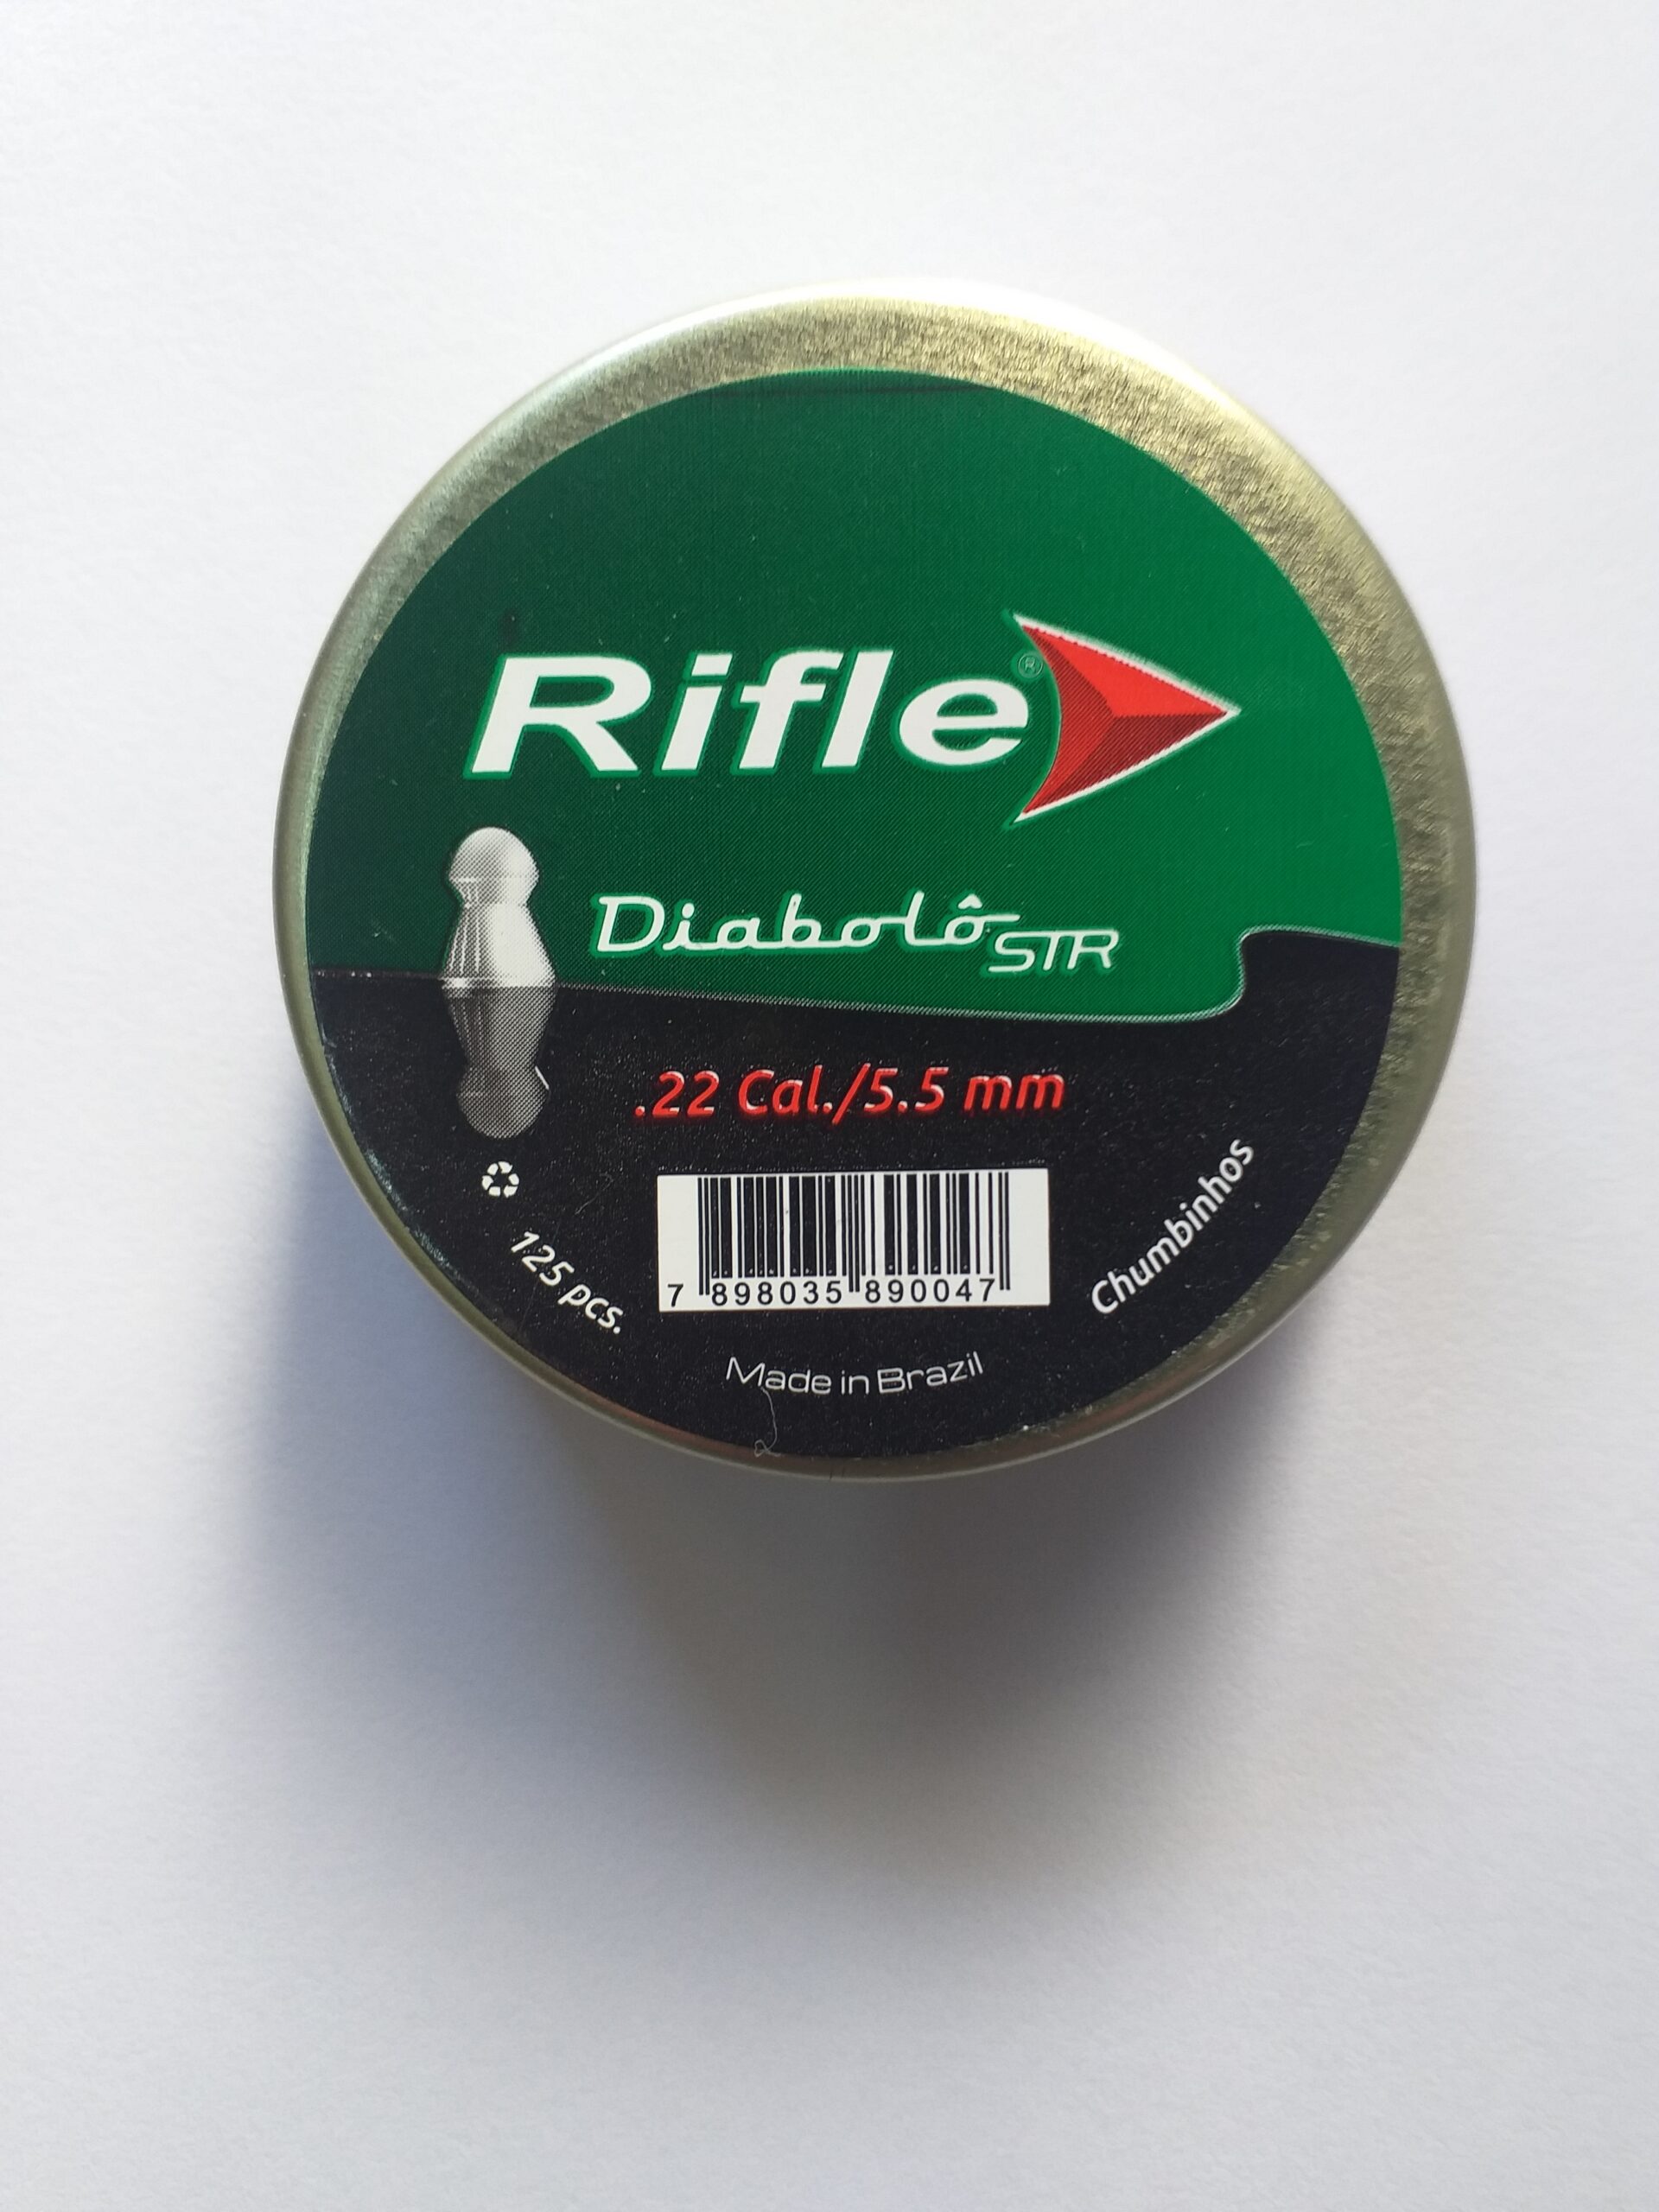 Rifle®
Diabolô STR
.22 Cal./5.5 mm
125 pcs.
7 898035 890047
Chumbinhos
Made in Brazil